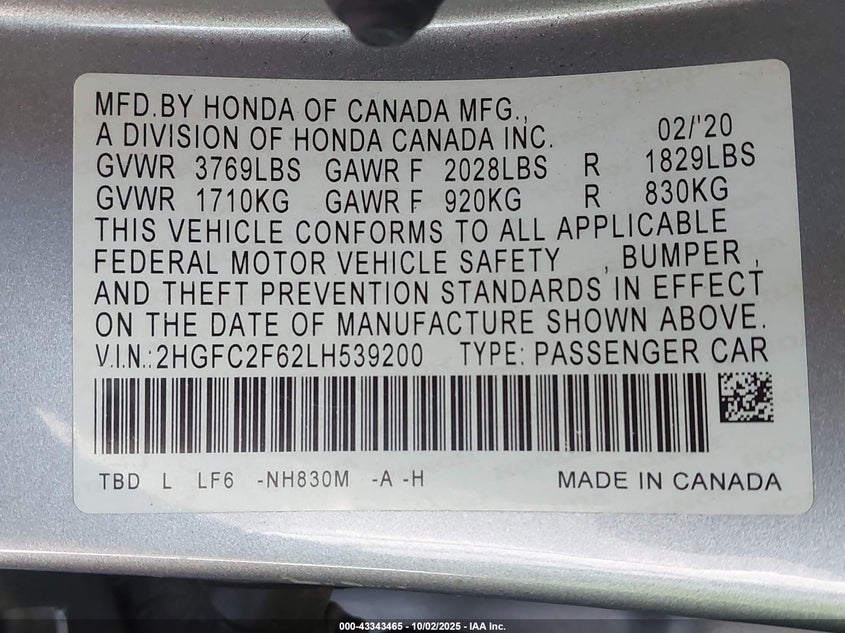 MFD.BY HONDA OF CANADA MFG.,
A DIVISION OF HONDA CANADA INC. 02/'20
GVWR 3769LBS GAWR F 2028LBS R 1829LBS
GVWR 1710KG GAWR F 920KG R 830KG
THIS VEHICLE CONFORMS TO ALL APPLICABLE
FEDERAL MOTOR VEHICLE SAFETY , BUMPER ,
AND THEFT PREVENTION STANDARDS IN EFFECT
ON THE DATE OF MANUFACTURE SHOWN ABOVE.
V.I.N.:2HGFC2F62LH539200 TYPE: PASSENGER CAR
TBD L LF6 -NH830M -A -H MADE IN CANADA
000-43343465 - 10/02/2025 - IAA Inc.